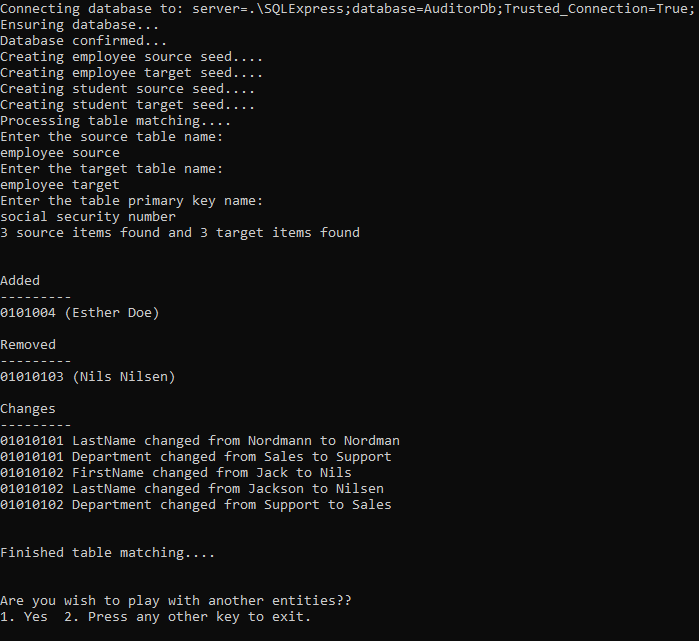 Connecting database to: server=.\SQLExpress;database=AuditorDb;Trusted_Connection=True;
Ensuring database...
Database confirmed...
Creating employee source seed....
Creating employee target seed....
Creating student source seed....
Creating student target seed....
Processing table matching....
Enter the source table name:
employee source
Enter the target table name:
employee target
Enter the table primary key name:
social security number
3 source items found and 3 target items found
Added
---------
0101004 (Esther Doe)
Removed
---------
01010103 (Nils Nilsen)
Changes
---------
01010101 LastName changed from Nordmann to Nordman
01010101 Department changed from Sales to Support
01010102 FirstName changed from Jack to Nils
01010102 LastName changed from Jackson to Nilsen
01010102 Department changed from Support to Sales
Finished table matching....
Are you wish to play with another entities??
1. Yes  2. Press any other key to exit.